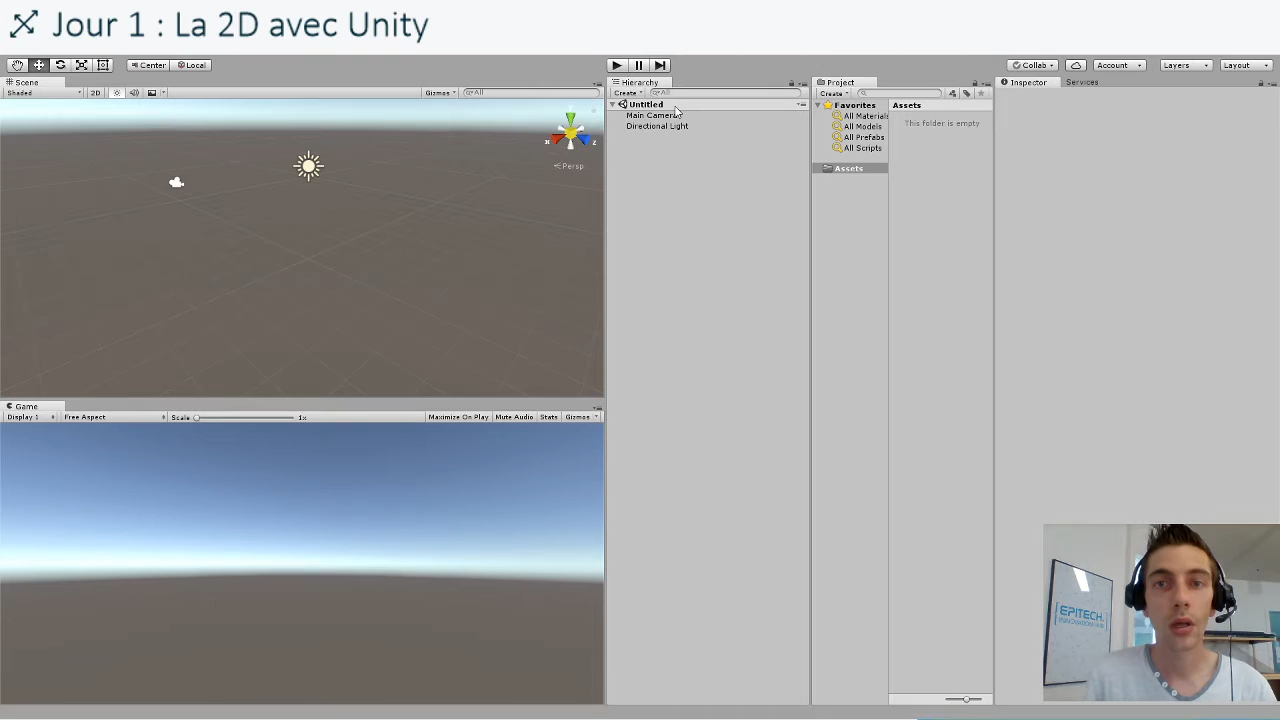 Jour 1 : La 2D avec Unity
Center Local
Collab Account Layers Layout
Scene
Shaded 2D Gizmos All
Persp
Game
Display 1 Free Aspect Scale 1x Maximize On Play Mute Audio Stats Gizmos
Hierarchy
Create All
Untitled
Main Camera
Directional Light
Project
Create
Favorites
All Materials
All Models
All Prefabs
All Scripts
Assets
Assets
This folder is empty
Inspector Services
EPITECH.